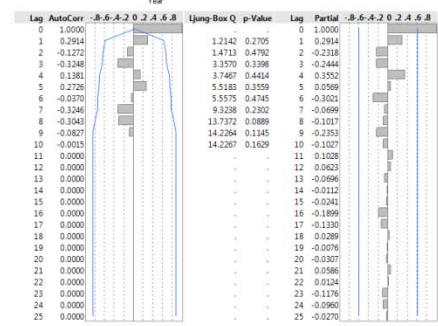 Year
Lag AutoCorr -.8-.6-.4-.2 0 .2 .4 .6 .8 Ljung-Box Q p-Value Lag Partial -.8-.6-.4-.2 0 .2 .4 .6 .8
0 1.0000 . . 0 1.0000
1 0.2914 1.2142 0.2705 1 0.2914
2 -0.1272 1.4713 0.4792 2 -0.2318
3 -0.3248 3.3570 0.3398 3 -0.2444
4 0.1381 3.7467 0.4414 4 0.3552
5 0.2726 5.5183 0.3559 5 0.0569
6 -0.0370 5.5575 0.4745 6 -0.3021
7 -0.3246 9.3238 0.2302 7 -0.0699
8 -0.3043 13.7372 0.0889 8 -0.1017
9 -0.0827 14.2264 0.1145 9 -0.2353
10 -0.0015 14.2267 0.1629 10 -0.1027
11 0.0000 . . 11 0.1028
12 0.0000 . . 12 0.0623
13 0.0000 . . 13 -0.0696
14 0.0000 . . 14 -0.0112
15 0.0000 . . 15 -0.0241
16 0.0000 . . 16 -0.1899
17 0.0000 . . 17 -0.1330
18 0.0000 . . 18 0.0289
19 0.0000 . . 19 -0.0076
20 0.0000 . . 20 -0.0307
21 0.0000 . . 21 0.0586
22 0.0000 . . 22 0.0124
23 0.0000 . . 23 -0.1176
24 0.0000 . . 24 -0.0960
25 0.0000 . . 25 -0.0270